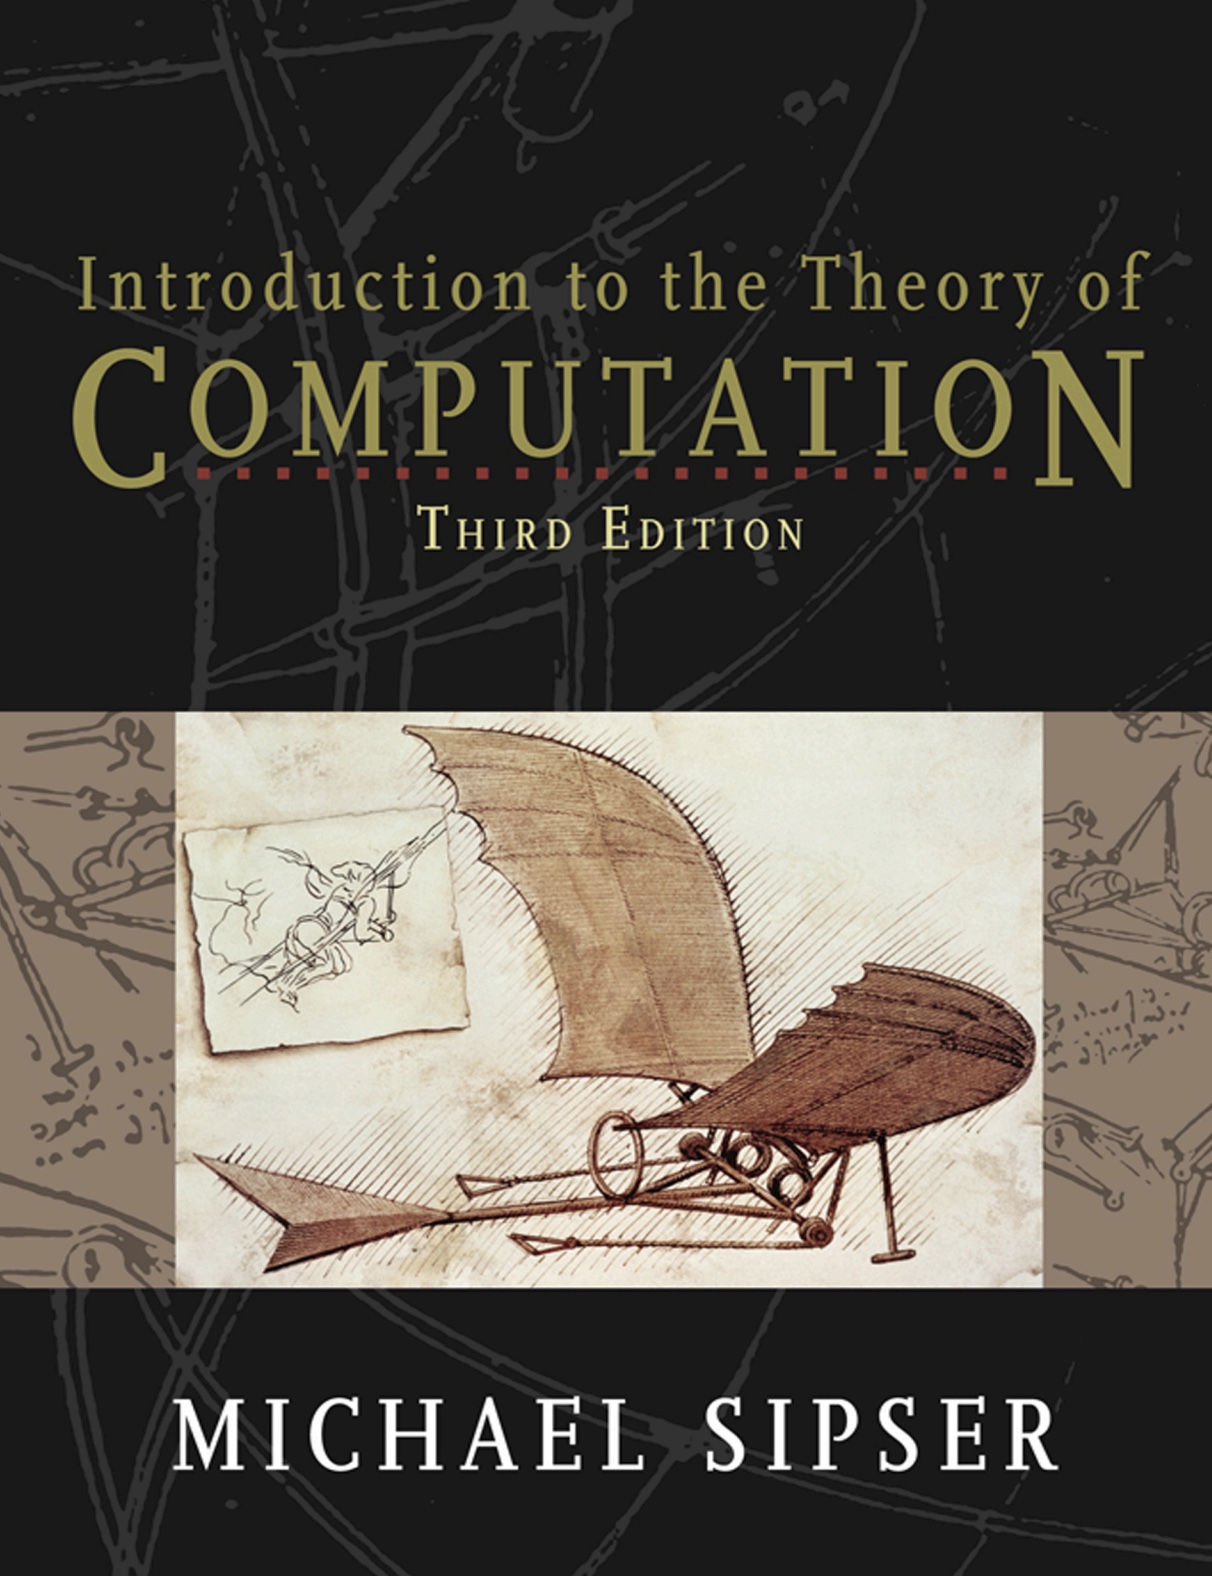 Introduction to the Theory of
COMPUTATION
THIRD EDITION
MICHAEL SIPSER